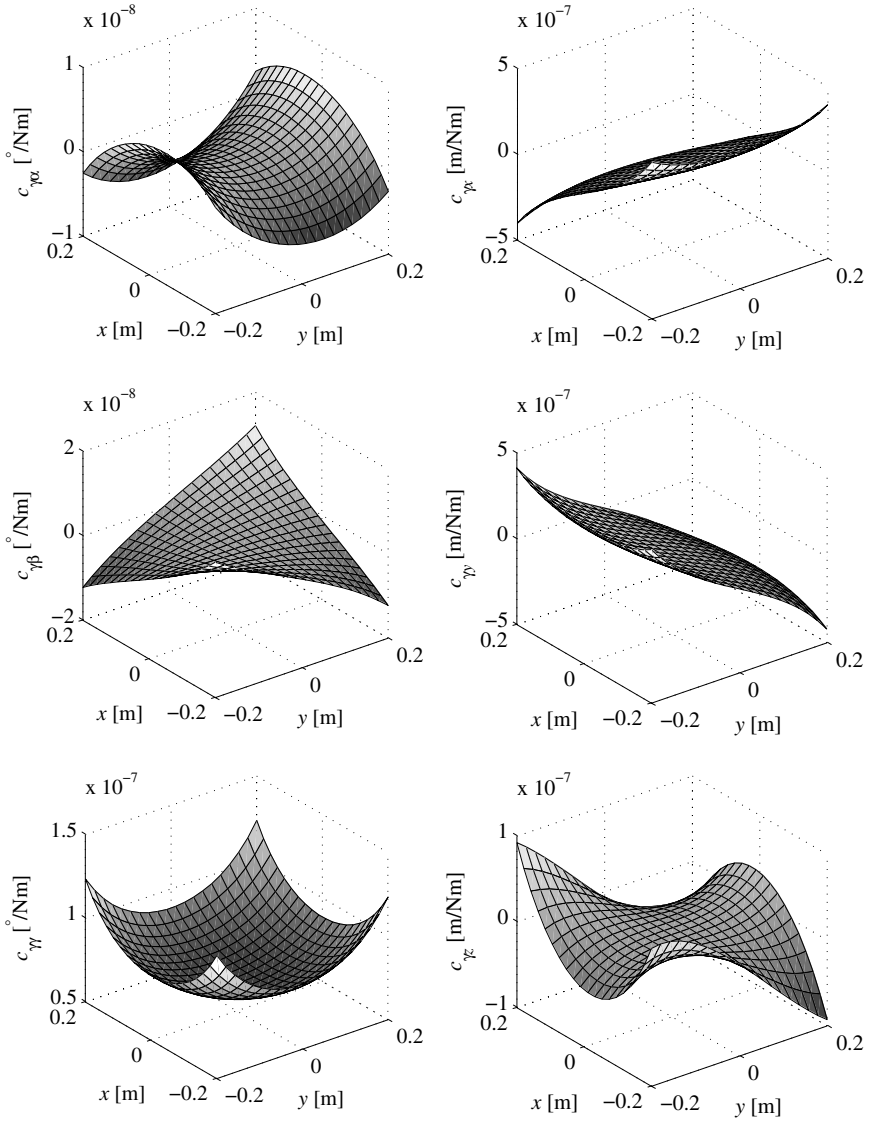 x 10⁻⁸
1
0
−1
c_γα [°/Nm]
0.2
0
−0.2
x [m]
−0.2
0
0.2
y [m]
x 10⁻⁷
5
0
−5
c_γx [m/Nm]
0.2
0
−0.2
x [m]
−0.2
0
0.2
y [m]
x 10⁻⁸
2
0
−2
c_γβ [°/Nm]
0.2
0
−0.2
x [m]
−0.2
0
0.2
y [m]
x 10⁻⁷
5
0
−5
c_γy [m/Nm]
0.2
0
−0.2
x [m]
−0.2
0
0.2
y [m]
x 10⁻⁷
1.5
1
0.5
c_γγ [°/Nm]
0.2
0
−0.2
x [m]
−0.2
0
0.2
y [m]
x 10⁻⁷
1
0
−1
c_γz [m/Nm]
0.2
0
−0.2
x [m]
−0.2
0
0.2
y [m]